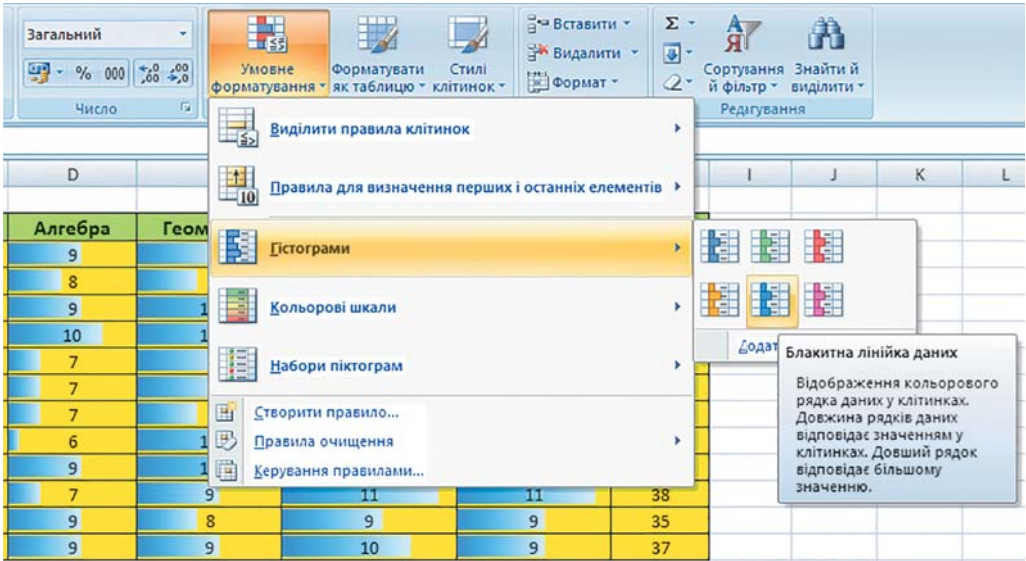 Загальний
% 000 ,00 ,0 ,00 ,0
Число
Умовне форматування
Форматувати як таблицю
Стилі клітинок
Вставити
Видалити
Формат
Σ
Сортування й фільтр
Знайти й виділити
Редагування
Виділити правила клітинок
Правила для визначення перших і останніх елементів
Гістограми
Кольорові шкали
Набори піктограм
Створити правило...
Правила очищення
Керування правилами...
Блакитна лінійка даних
Відображення кольорового
рядка даних у клітинках.
Довжина рядків даних
відповідає значенням у
клітинках. Довший рядок
відповідає більшому
значенню.
D I J K L
Алгебра
9
8
9
10
7
7
7
6
9
7 9 11 11 38
9 8 9 9 35
9 9 10 9 37